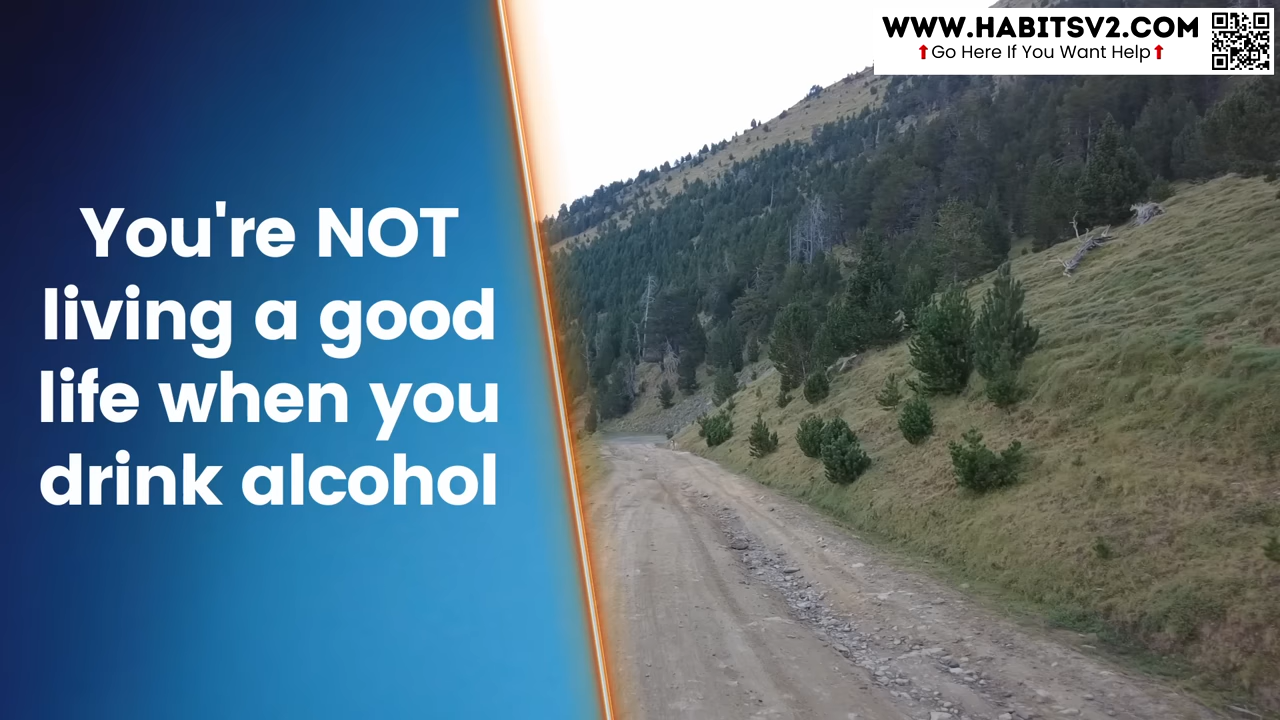 You're NOT
living a good
life when you
drink alcohol
WWW.HABITSV2.COM
Go Here If You Want Help